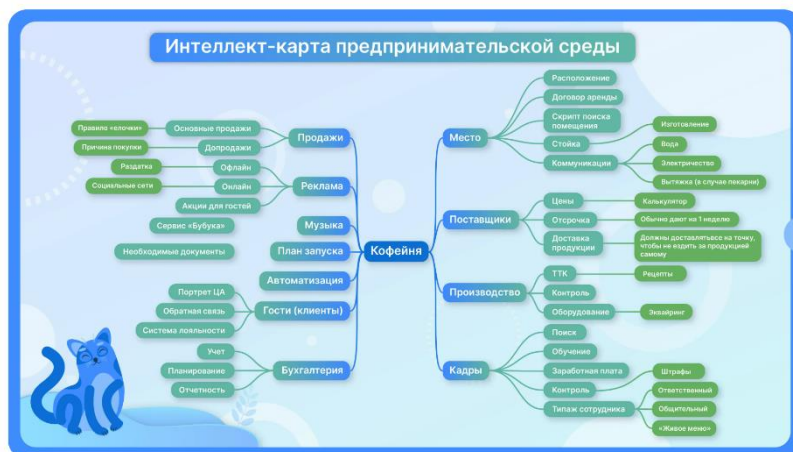 Интеллект-карта предпринимательской среды
Кофейня
Продажи
Основные продажи
Правило «елочки»
Допродажи
Причина покупки
Реклама
Офлайн
Раздатка
Онлайн
Социальные сети
Акции для гостей
Музыка
Сервис «Бубука»
План запуска
Необходимые документы
Автоматизация
Гости (клиенты)
Портрет ЦА
Обратная связь
Система лояльности
Бухгалтерия
Учет
Планирование
Отчетность
Место
Расположение
Договор аренды
Скрипт поиска
помещения
Стойка
Изготовление
Коммуникации
Вода
Электричество
Вытяжка (в случае пекарни)
Поставщики
Цены
Калькулятор
Отсрочка
Обычно дают на 1 неделю
Доставка
продукции
Должны доставлятьвсе на точку,
чтобы не ездить за продукцией
самому
Производство
ТТК
Рецепты
Контроль
Оборудование
Эквайринг
Кадры
Поиск
Обучение
Заработная плата
Контроль
Штрафы
Типаж сотрудника
Ответственный
Общительный
«Живое меню»